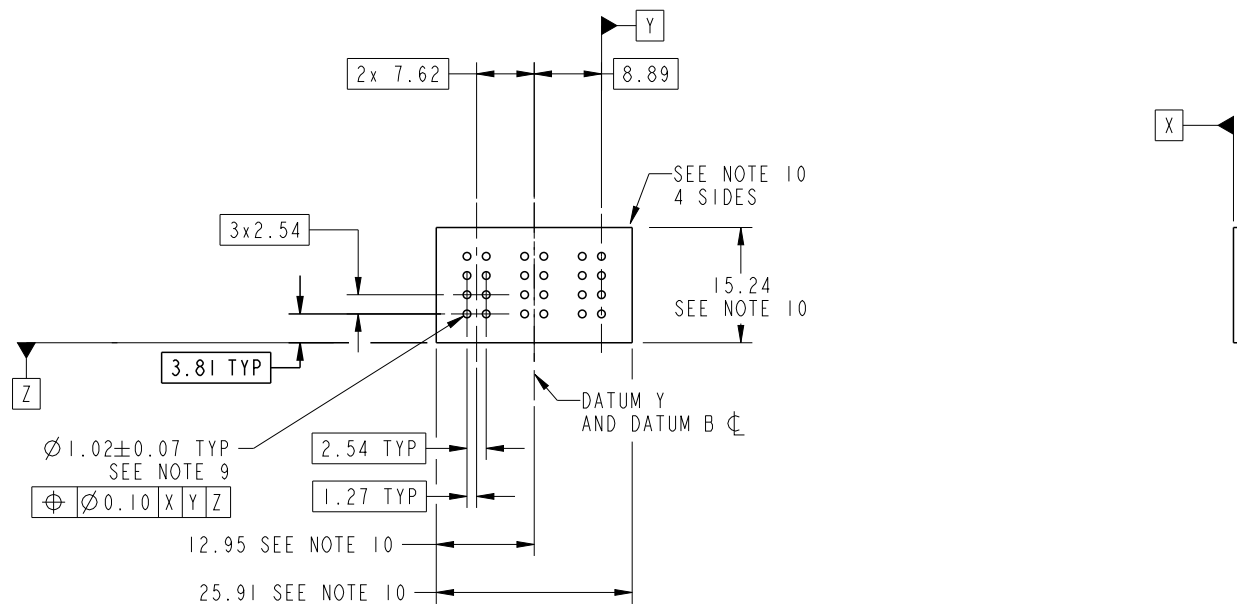 Y
2x 7.62
8.89
X
SEE NOTE 10
4 SIDES
3x2.54
15.24
SEE NOTE 10
3.81 TYP
Z
DATUM Y
AND DATUM B ℄
Ø1.02±0.07 TYP
SEE NOTE 9
2.54 TYP
⌖ Ø0.10 X Y Z
1.27 TYP
12.95 SEE NOTE 10
25.91 SEE NOTE 10